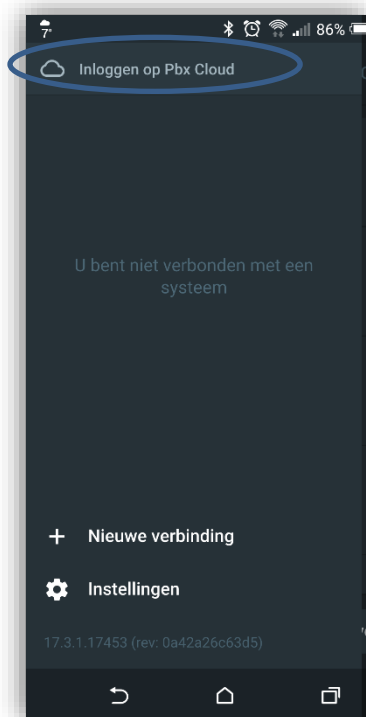 7°
86%
Inloggen op Pbx Cloud
U bent niet verbonden met een
systeem
Nieuwe verbinding
Instellingen
17.3.1.17453 (rev: 0a42a26c63d5)